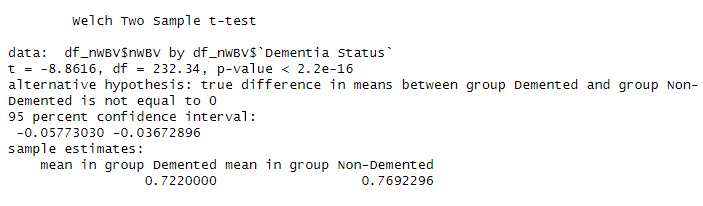 Welch Two Sample t-test
data:  df_nWBV$nWBV by df_nWBV$`Dementia Status`
t = -8.8616, df = 232.34, p-value < 2.2e-16
alternative hypothesis: true difference in means between group Demented and group Non-
Demented is not equal to 0
95 percent confidence interval:
 -0.05773030 -0.03672896
sample estimates:
    mean in group Demented mean in group Non-Demented
                 0.7220000                  0.7692296